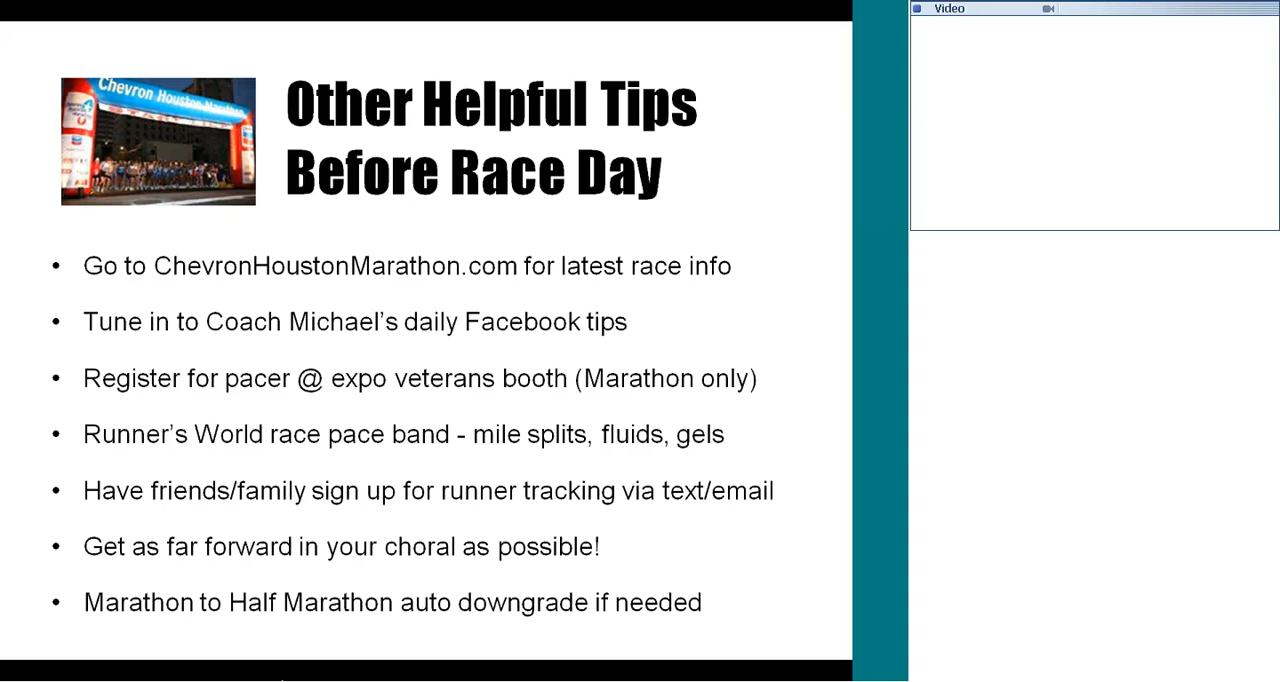 Video
Chevron Houston Marathon
Other Helpful Tips
Before Race Day
• Go to ChevronHoustonMarathon.com for latest race info
• Tune in to Coach Michael's daily Facebook tips
• Register for pacer @ expo veterans booth (Marathon only)
• Runner's World race pace band - mile splits, fluids, gels
• Have friends/family sign up for runner tracking via text/email
• Get as far forward in your choral as possible!
• Marathon to Half Marathon auto downgrade if needed